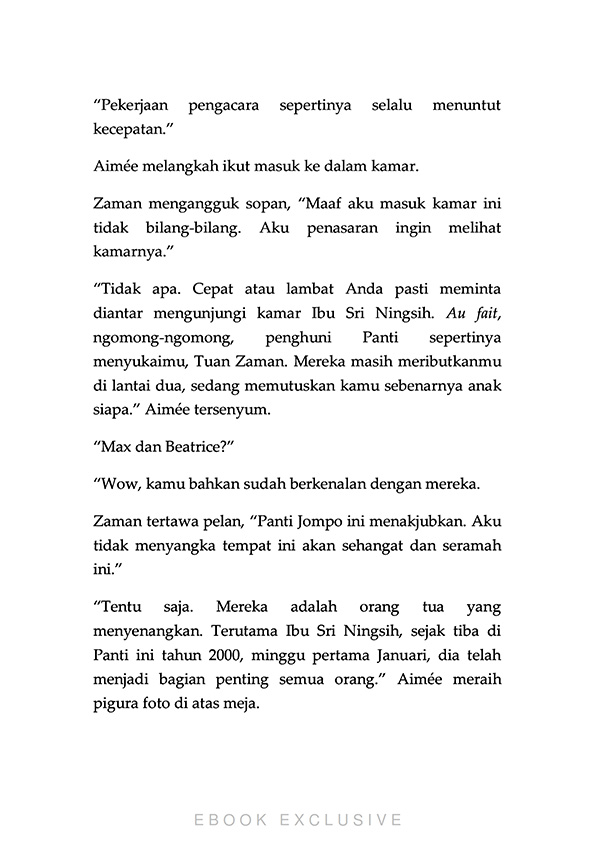 “Pekerjaan pengacara sepertinya selalu menuntut
kecepatan.”
Aimée melangkah ikut masuk ke dalam kamar.
Zaman mengangguk sopan, “Maaf aku masuk kamar ini
tidak bilang-bilang. Aku penasaran ingin melihat
kamarnya.”
“Tidak apa. Cepat atau lambat Anda pasti meminta
diantar mengunjungi kamar Ibu Sri Ningsih. Au fait,
ngomong-ngomong, penghuni Panti sepertinya
menyukaimu, Tuan Zaman. Mereka masih meributkanmu
di lantai dua, sedang memutuskan kamu sebenarnya anak
siapa.” Aimée tersenyum.
“Max dan Beatrice?”
“Wow, kamu bahkan sudah berkenalan dengan mereka.
Zaman tertawa pelan, “Panti Jompo ini menakjubkan. Aku
tidak menyangka tempat ini akan sehangat dan seramah
ini.”
“Tentu saja. Mereka adalah orang tua yang
menyenangkan. Terutama Ibu Sri Ningsih, sejak tiba di
Panti ini tahun 2000, minggu pertama Januari, dia telah
menjadi bagian penting semua orang.” Aimée meraih
pigura foto di atas meja.
EBOOK EXCLUSIVE